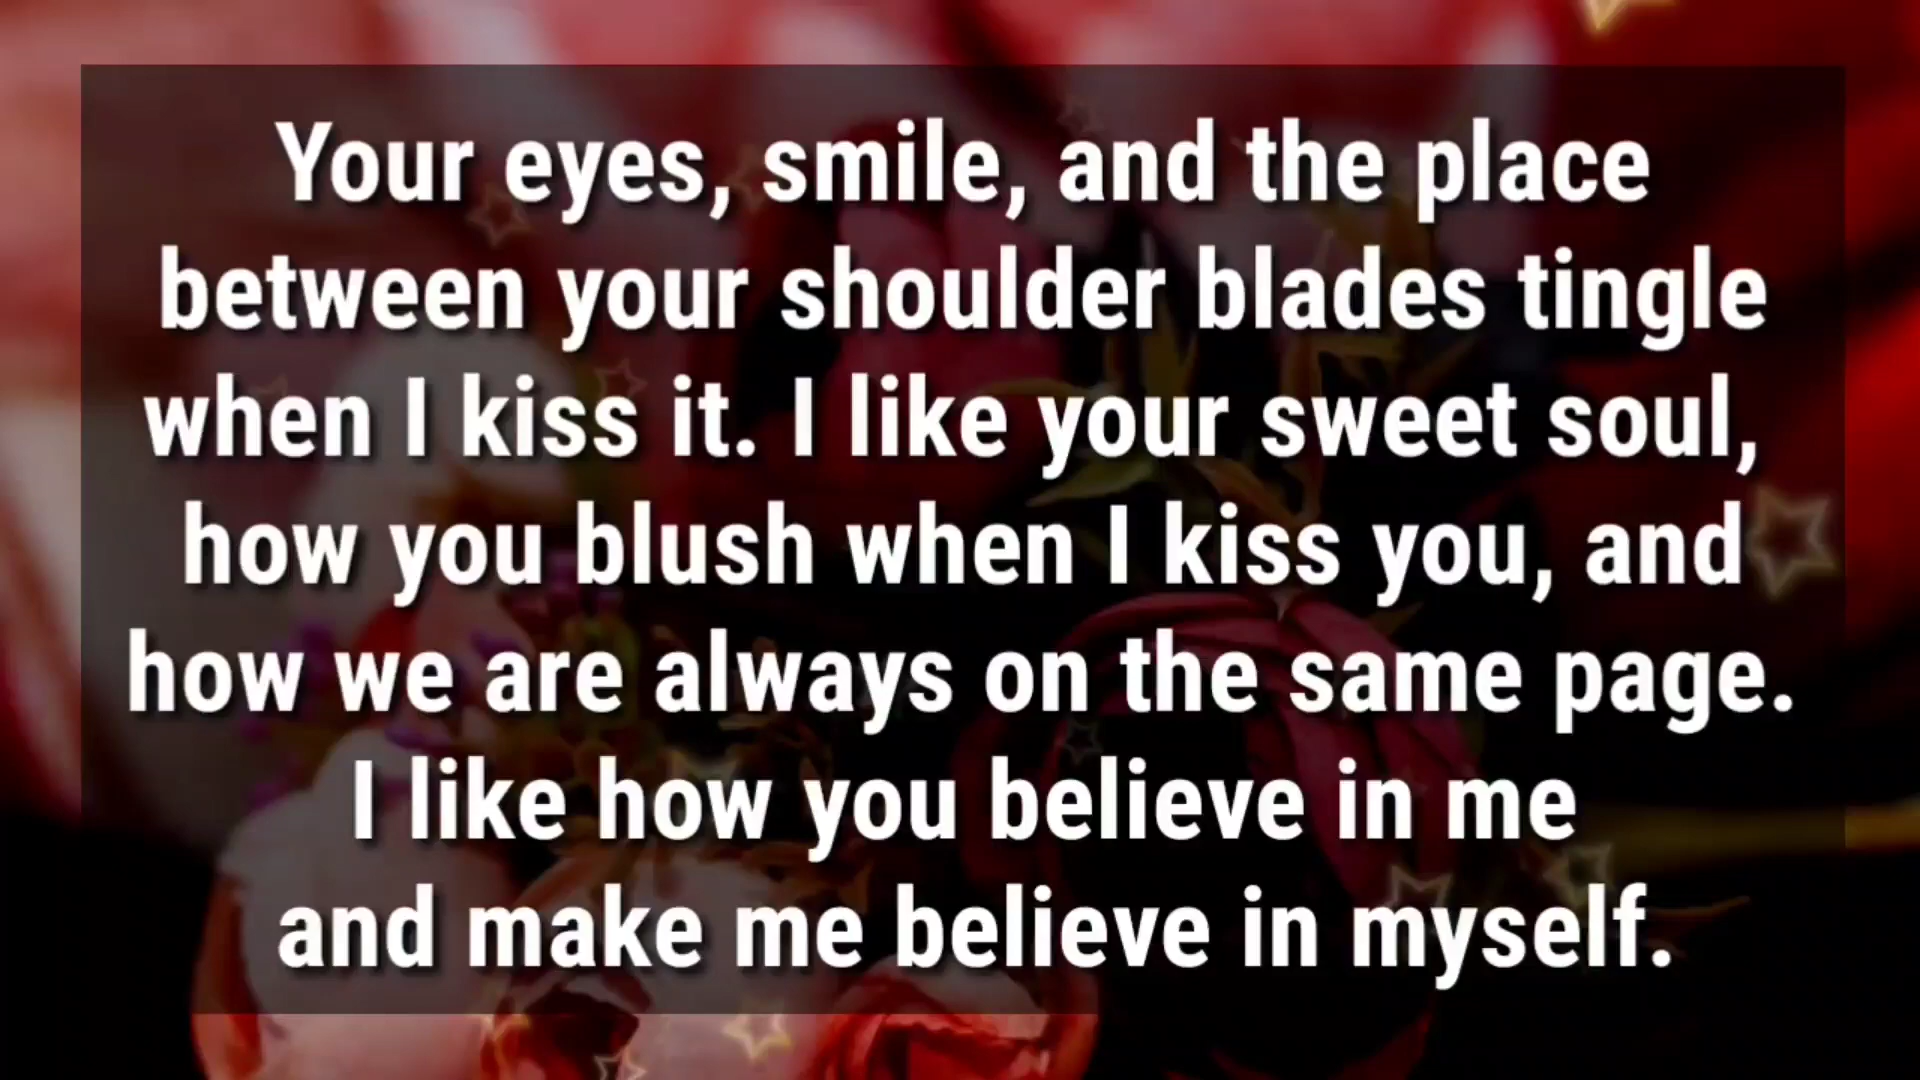 Your eyes, smile, and the place
between your shoulder blades tingle
when I kiss it. I like your sweet soul,
how you blush when I kiss you, and
how we are always on the same page.
I like how you believe in me
and make me believe in myself.